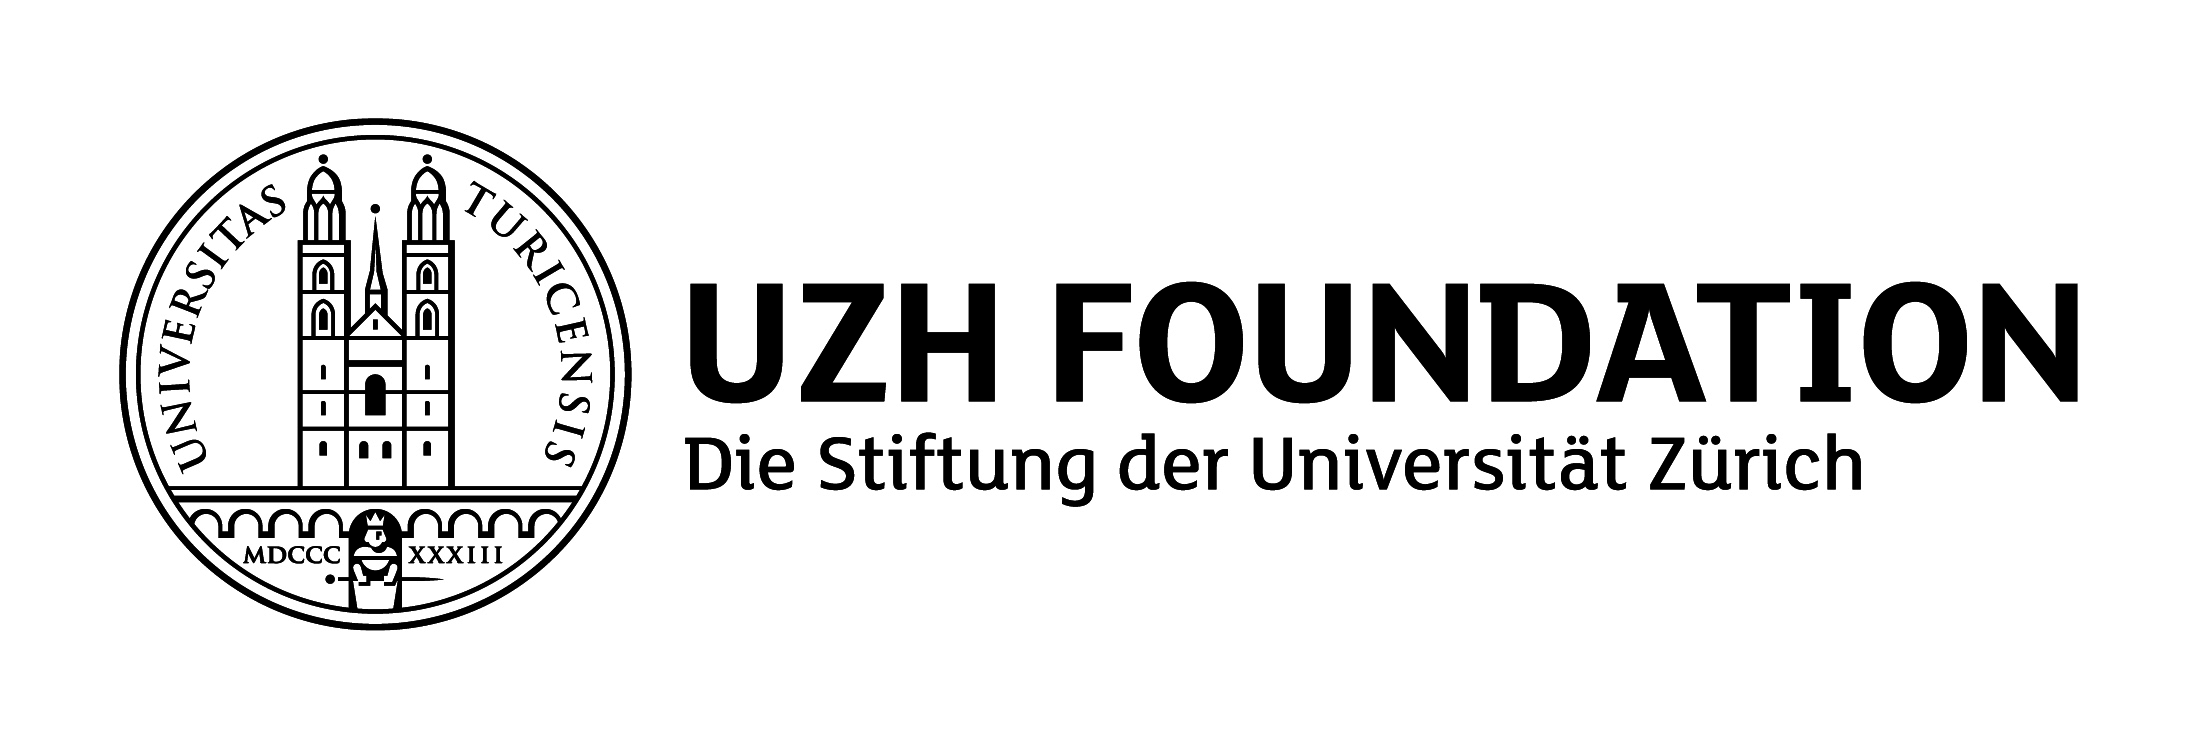 UNIVERSITAS TURICENSIS
MDCCC XXXIII
UZH FOUNDATION
Die Stiftung der Universität Zürich